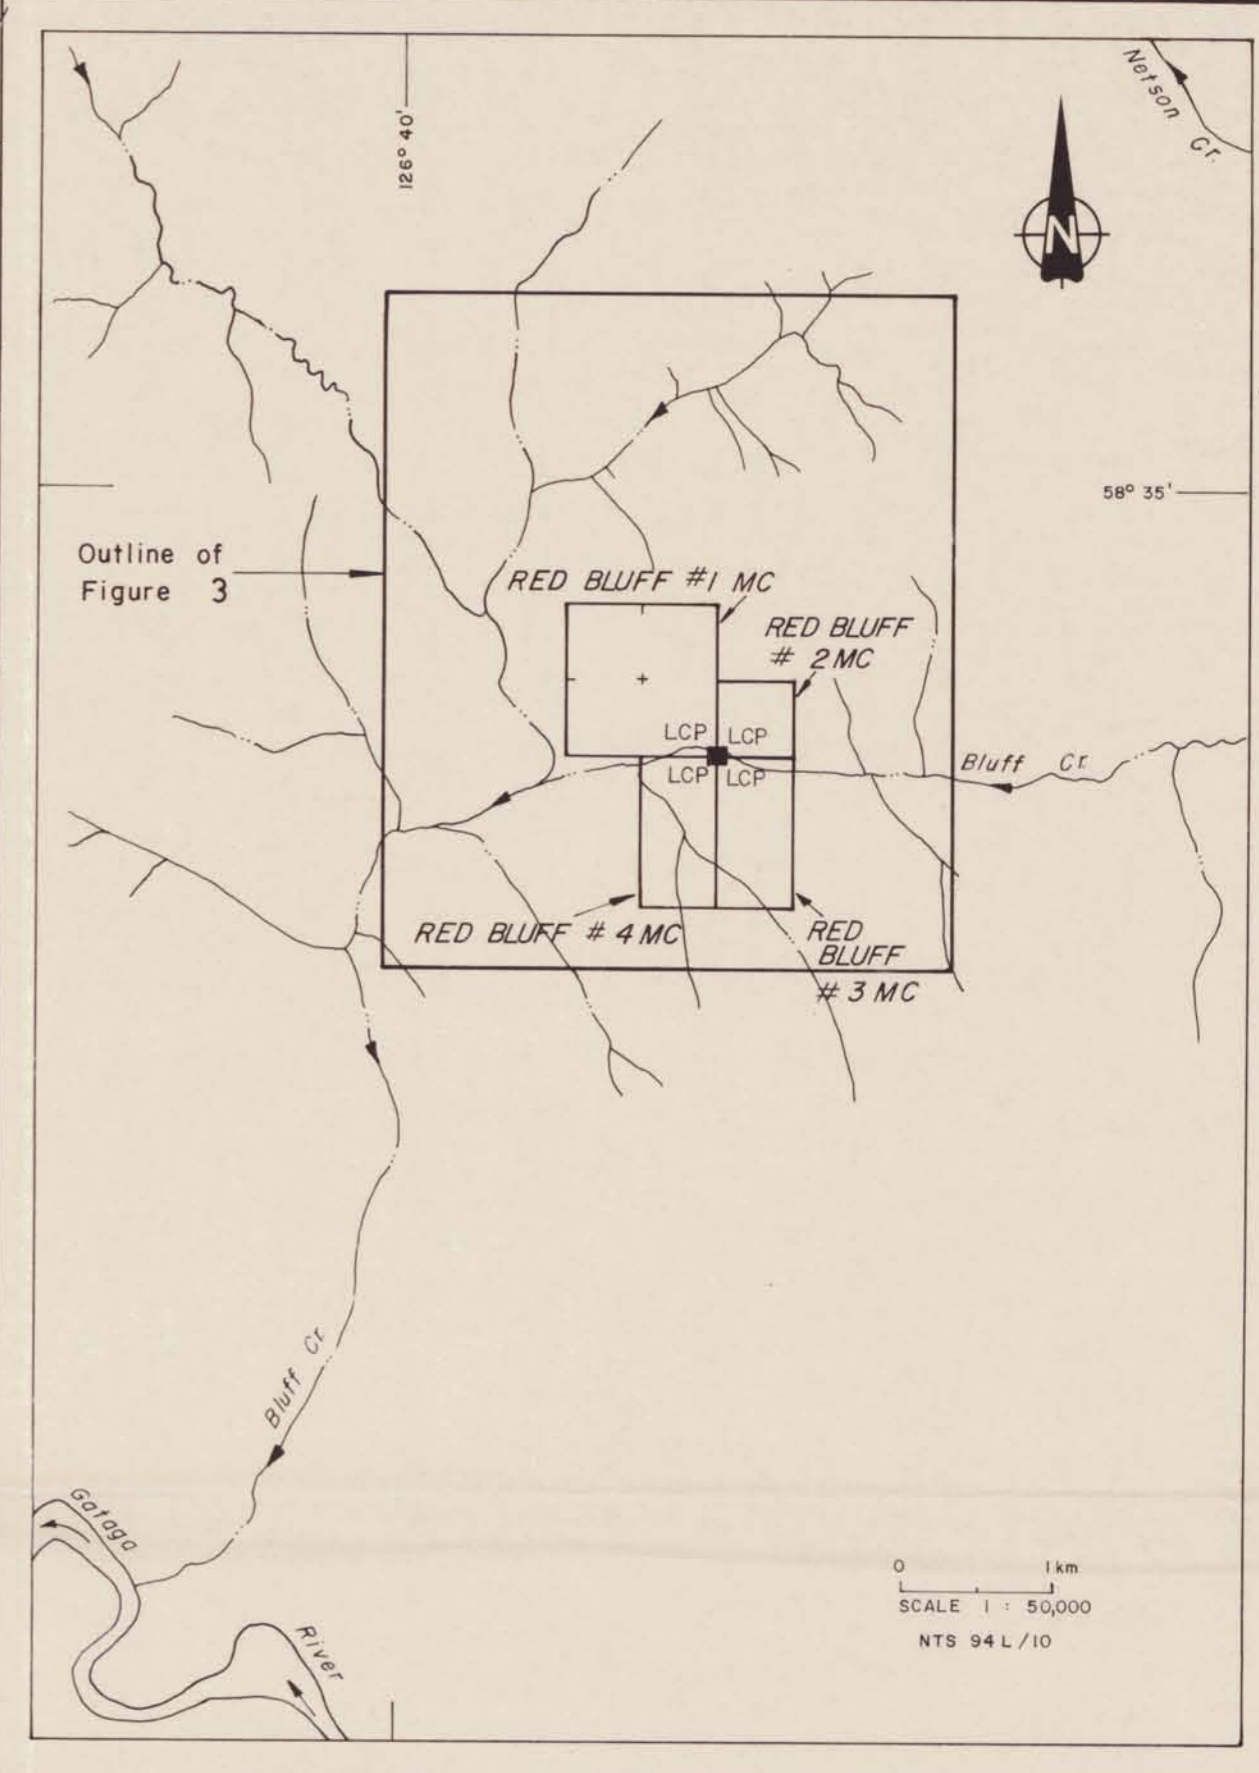 Netson Cr.
126° 40'
N
58° 35'
Outline of
Figure 3
RED BLUFF #1 MC
RED BLUFF
# 2 MC
LCP LCP
LCP LCP
Bluff Cr.
RED BLUFF # 4 MC
RED
BLUFF
# 3 MC
Bluff Cr.
Gataga
River
0 1 km
SCALE 1 : 50,000
NTS 94 L / 10